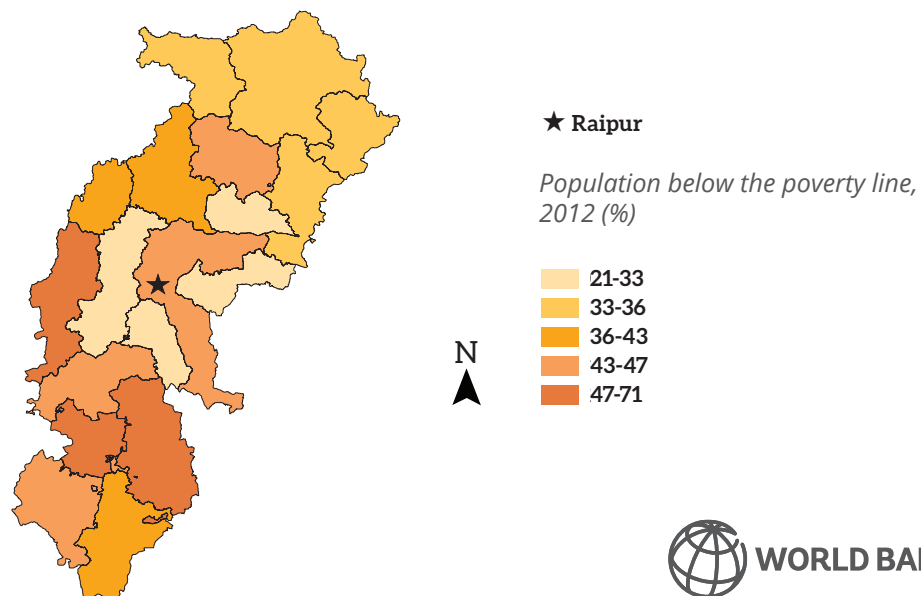 ★ Raipur
Population below the poverty line,
2012 (%)
21-33
33-36
36-43
43-47
47-71
N
WORLD BA